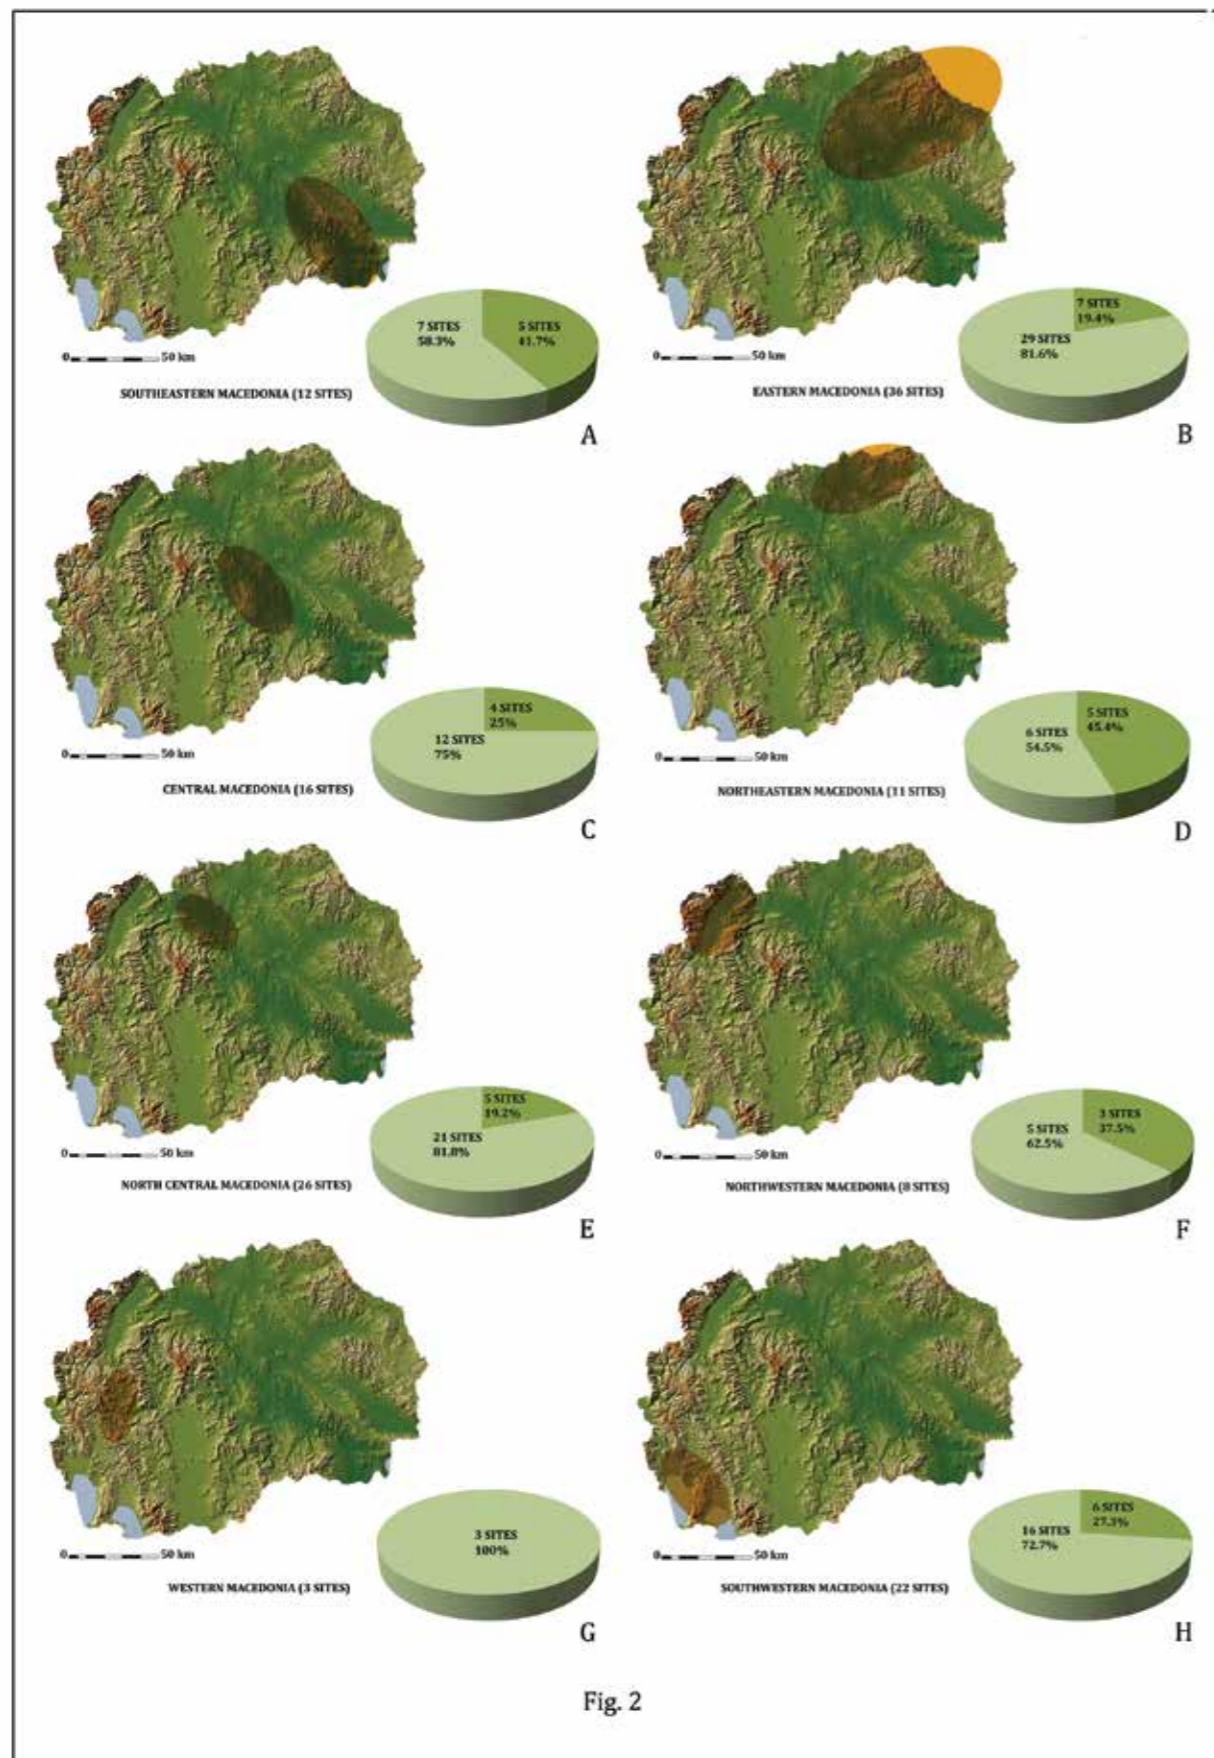 7 SITES
58.3%
5 SITES
41.7%
0 50 km
SOUTHEASTERN MACEDONIA (12 SITES)
A
7 SITES
19.4%
29 SITES
81.6%
0 50 km
EASTERN MACEDONIA (36 SITES)
B
4 SITES
25%
12 SITES
75%
0 50 km
CENTRAL MACEDONIA (16 SITES)
C
5 SITES
45.4%
6 SITES
54.5%
0 50 km
NORTHEASTERN MACEDONIA (11 SITES)
D
5 SITES
19.2%
21 SITES
81.8%
0 50 km
NORTH CENTRAL MACEDONIA (26 SITES)
E
3 SITES
37.5%
5 SITES
62.5%
0 50 km
NORTHWESTERN MACEDONIA (8 SITES)
F
3 SITES
100%
0 50 km
WESTERN MACEDONIA (3 SITES)
G
6 SITES
27.3%
16 SITES
72.7%
0 50 km
SOUTHWESTERN MACEDONIA (22 SITES)
H
Fig. 2